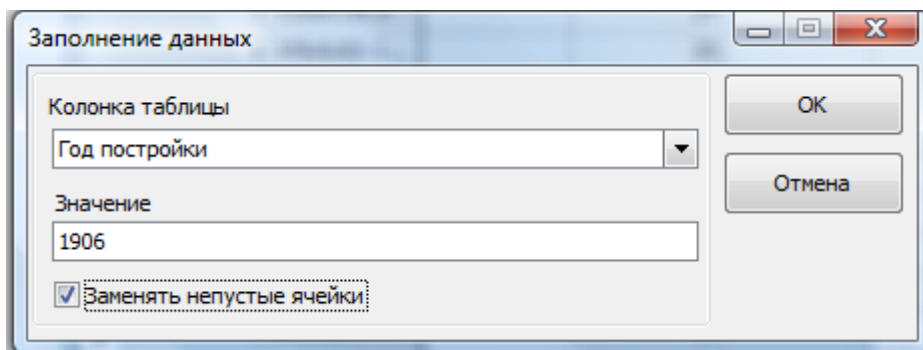 Заполнение данных
Колонка таблицы
Год постройки
Значение
1906
Заменять непустые ячейки
OK
Отмена